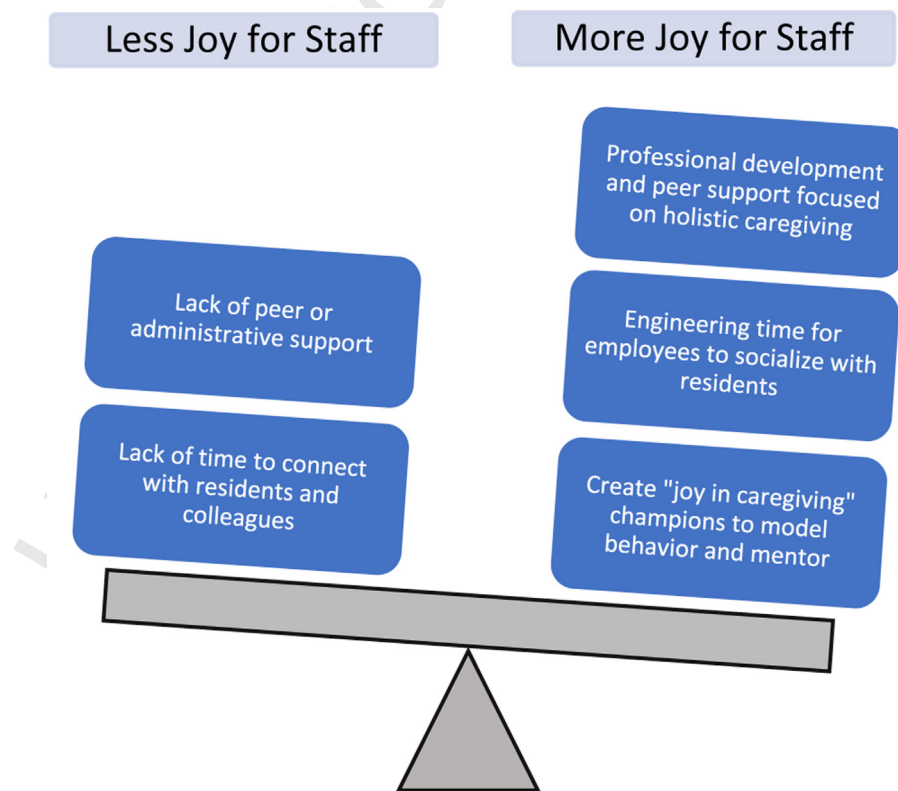 Less Joy for Staff
More Joy for Staff
Lack of peer or
administrative support
Lack of time to connect
with residents and
colleagues
Professional development
and peer support focused
on holistic caregiving
Engineering time for
employees to socialize with
residents
Create "joy in caregiving"
champions to model
behavior and mentor